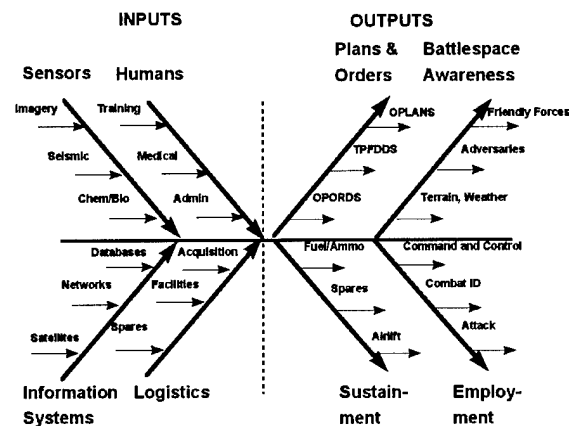 INPUTS
OUTPUTS
Sensors
Humans
Plans &
Orders
Battlespace
Awareness
Imagery
Seismic
Chem/Bio
Training
Medical
Admin
OPLANS
TPFDDS
OPORDS
Friendly Forces
Adversaries
Terrain, Weather
Databases
Networks
Satellites
Acquisition
Facilities
Spares
Fuel/Ammo
Spares
Airlift
Command and Control
Combat ID
Attack
Information
Systems
Logistics
Sustain-
ment
Employ-
ment